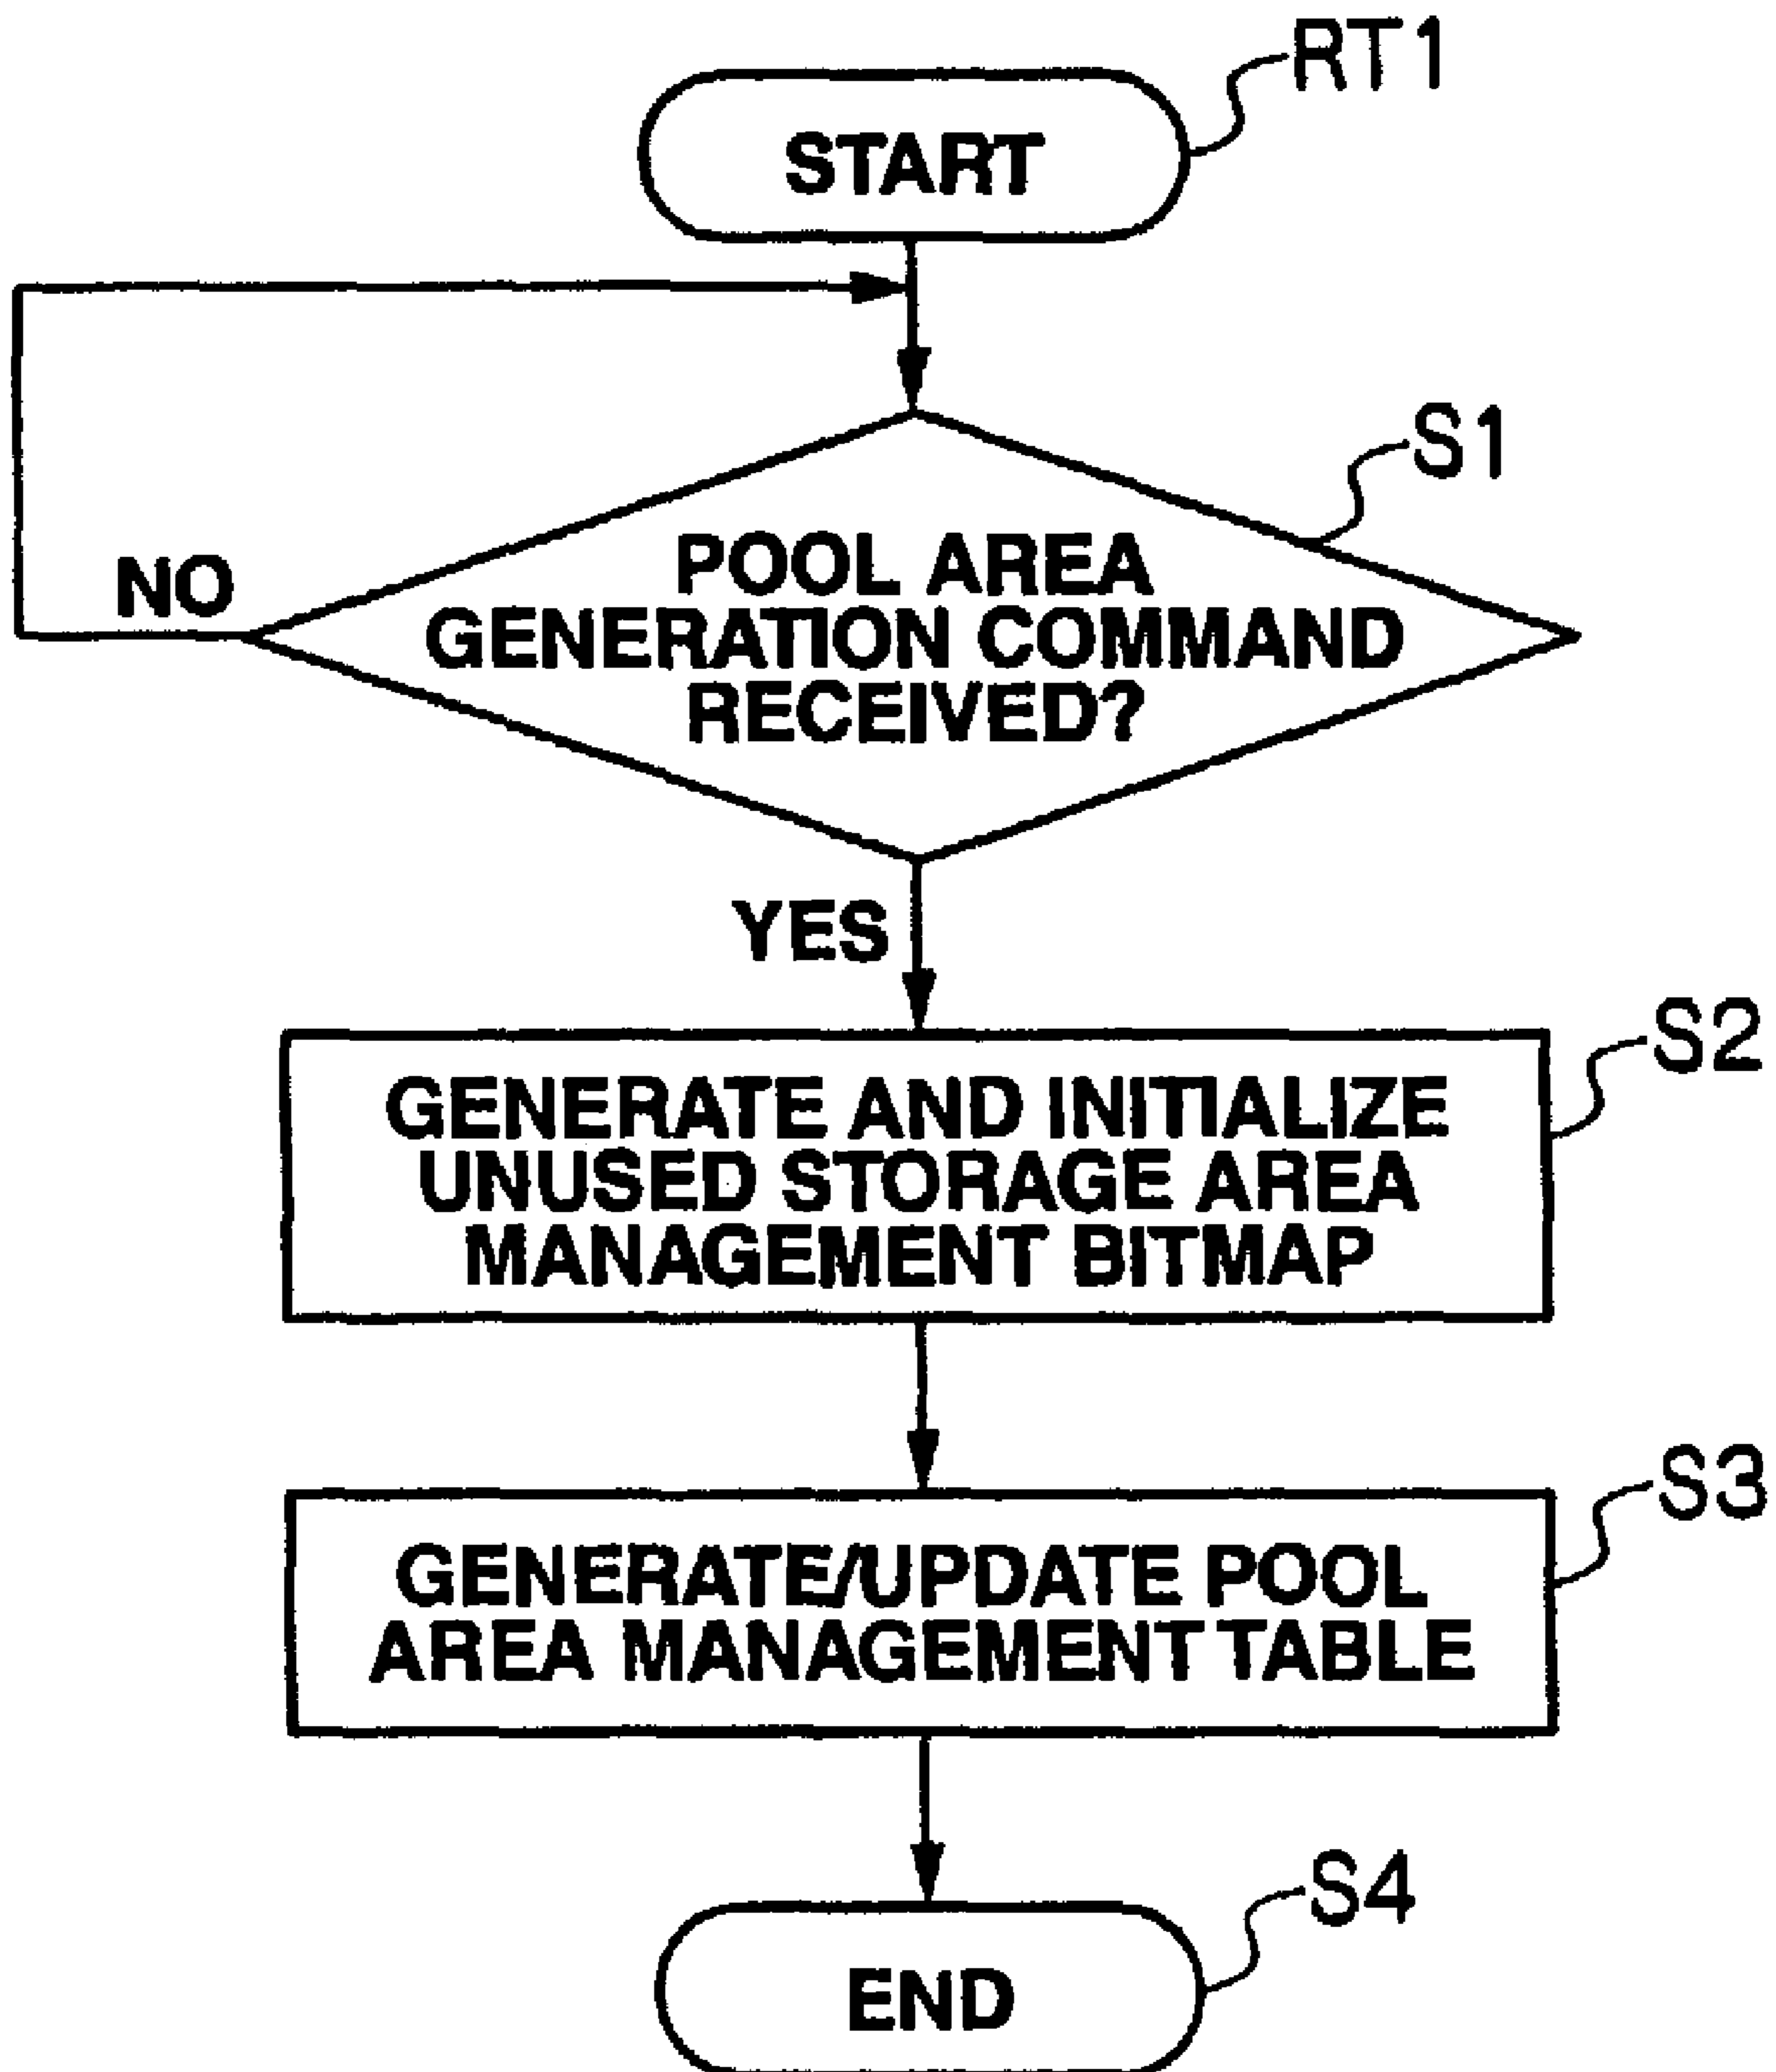 RT1
START
S1
POOL AREA
GENERATION COMMAND
RECEIVED?
NO
YES
S2
GENERATE AND INITIALIZE
UNUSED STORAGE AREA
MANAGEMENT BITMAP
S3
GENERATE/UPDATE POOL
AREA MANAGEMENT TABLE
S4
END